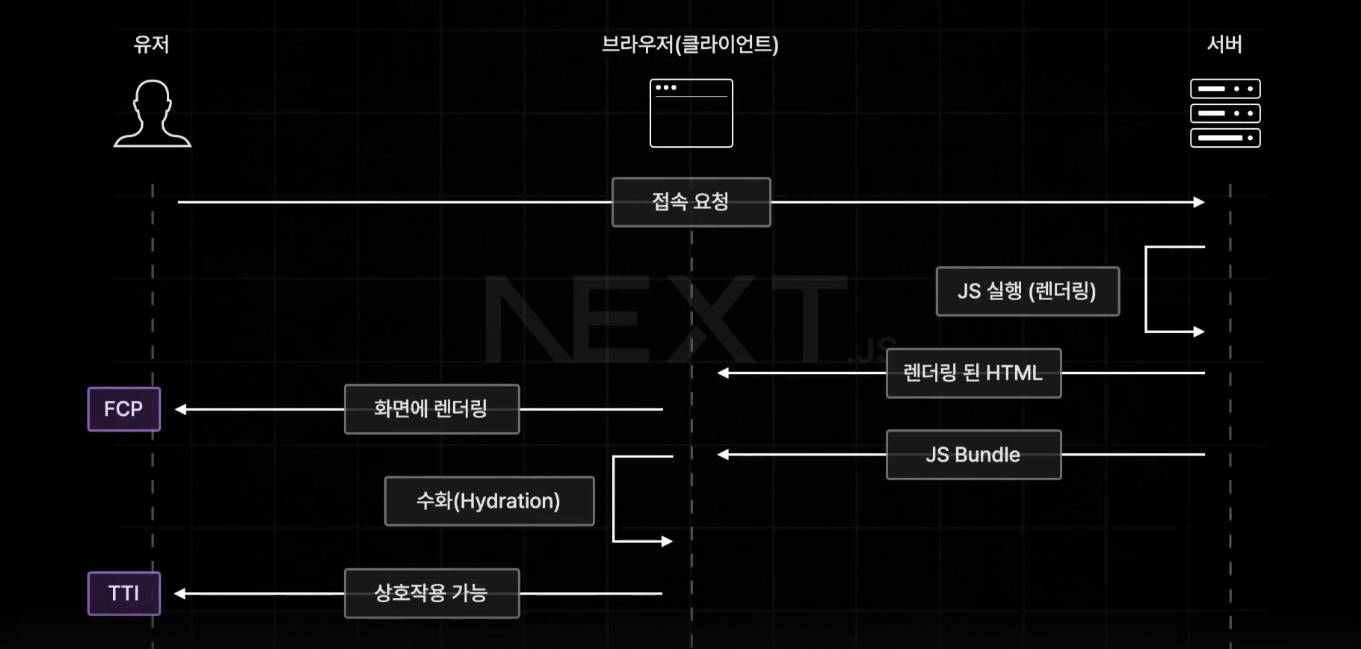 유저
브라우저(클라이언트)
서버
접속 요청
JS 실행 (렌더링)
NEXT.JS
렌더링 된 HTML
FCP
화면에 렌더링
JS Bundle
수화(Hydration)
TTI
상호작용 가능